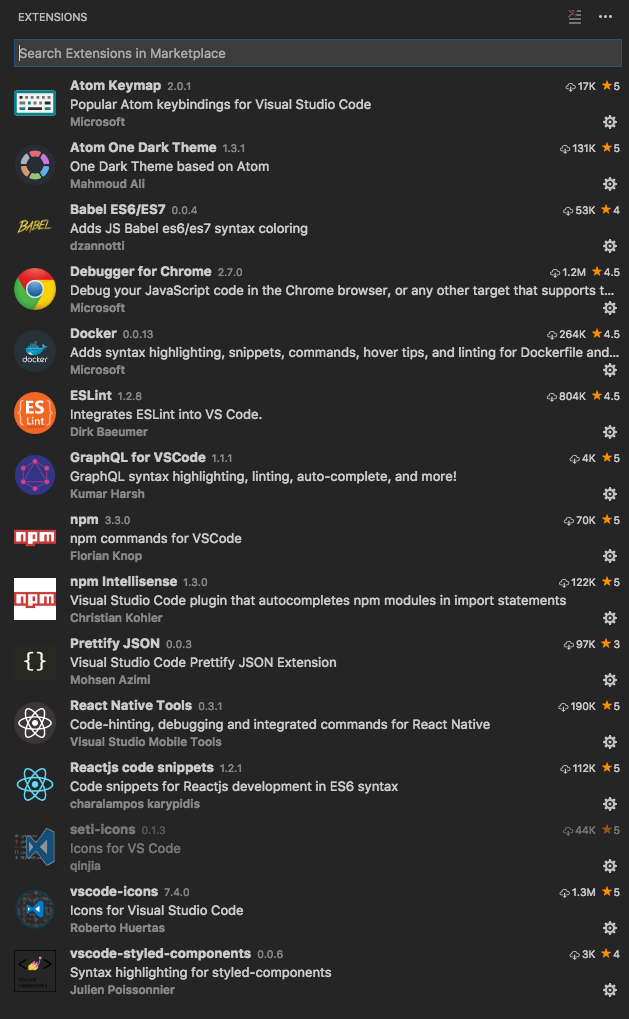 EXTENSIONS
Search Extensions in Marketplace
Atom Keymap 2.0.1 17K ★5
Popular Atom keybindings for Visual Studio Code
Microsoft
Atom One Dark Theme 1.3.1 131K ★5
One Dark Theme based on Atom
Mahmoud Ali
BABEL
Babel ES6/ES7 0.0.4 53K ★4
Adds JS Babel es6/es7 syntax coloring
dzannotti
Debugger for Chrome 2.7.0 1.2M ★4.5
Debug your JavaScript code in the Chrome browser, or any other target that supports t...
Microsoft
docker
Docker 0.0.13 264K ★4.5
Adds syntax highlighting, snippets, commands, hover tips, and linting for Dockerfile and...
Microsoft
{ES}
Lint
ESLint 1.2.8 804K ★4.5
Integrates ESLint into VS Code.
Dirk Baeumer
GraphQL for VSCode 1.1.1 4K ★5
GraphQL syntax highlighting, linting, auto-complete, and more!
Kumar Harsh
npm
npm 3.3.0 70K ★5
npm commands for VSCode
Florian Knop
npm
npm Intellisense 1.3.0 122K ★5
Visual Studio Code plugin that autocompletes npm modules in import statements
Christian Kohler
{}
Prettify JSON 0.0.3 97K ★3
Visual Studio Code Prettify JSON Extension
Mohsen Azimi
React Native Tools 0.3.1 190K ★5
Code-hinting, debugging and integrated commands for React Native
Visual Studio Mobile Tools
Reactjs code snippets 1.2.1 112K ★5
Code snippets for Reactjs development in ES6 syntax
charalampos karypidis
seti-icons 0.1.3 44K ★5
Icons for VS Code
qinjia
vscode-icons 7.4.0 1.3M ★5
Icons for Visual Studio Code
Roberto Huertas
vscode-styled-components 0.0.6 3K ★4
Syntax highlighting for styled-components
Julien Poissonnier